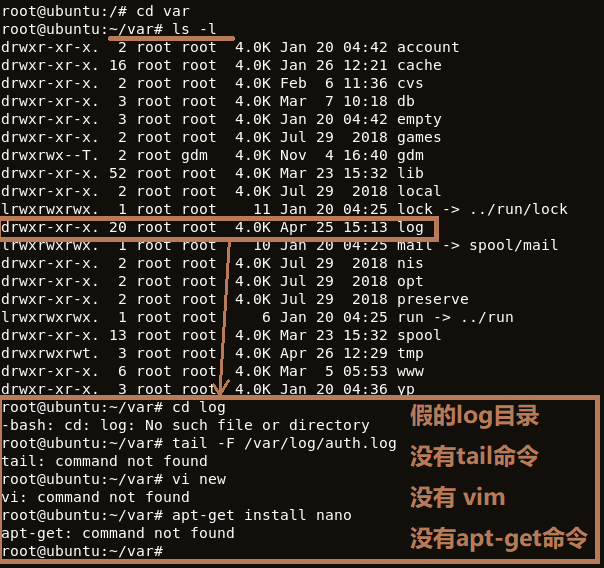 root@ubuntu:/# cd var
root@ubuntu:~/var# ls -l
drwxr-xr-x.  2 root root  4.0K Jan 20 04:42 account
drwxr-xr-x. 16 root root  4.0K Jan 26 12:21 cache
drwxr-xr-x.  2 root root  4.0K Feb  6 11:36 cvs
drwxr-xr-x.  3 root root  4.0K Mar  7 10:18 db
drwxr-xr-x.  3 root root  4.0K Jan 20 04:42 empty
drwxr-xr-x.  2 root root  4.0K Jul 29  2018 games
drwxrwx--T.  2 root gdm   4.0K Nov  4 16:40 gdm
drwxr-xr-x. 52 root root  4.0K Mar 23 15:32 lib
drwxr-xr-x.  2 root root  4.0K Jul 29  2018 local
lrwxrwxrwx.  1 root root    11 Jan 20 04:25 lock -> ../run/lock
drwxr-xr-x. 20 root root  4.0K Apr 25 15:13 log
lrwxrwxrwx.  1 root root    10 Jan 20 04:25 mail -> spool/mail
drwxr-xr-x.  2 root root  4.0K Jul 29  2018 nis
drwxr-xr-x.  2 root root  4.0K Jul 29  2018 opt
drwxr-xr-x.  2 root root  4.0K Jul 29  2018 preserve
lrwxrwxrwx.  1 root root     6 Jan 20 04:25 run -> ../run
drwxr-xr-x. 13 root root  4.0K Mar 23 15:32 spool
drwxrwxrwt.  3 root root  4.0K Apr 26 12:29 tmp
drwxr-xr-x.  6 root root  4.0K Mar  5 05:53 www
drwxr-xr-x.  3 root root  4.0K Jan 20 04:36 yp
root@ubuntu:~/var# cd log
-bash: cd: log: No such file or directory
假的log目录
root@ubuntu:~/var# tail -F /var/log/auth.log
tail: command not found
没有tail命令
root@ubuntu:~/var# vi new
vi: command not found
没有 vim
root@ubuntu:~/var# apt-get install nano
apt-get: command not found
没有apt-get命令
root@ubuntu:~/var#